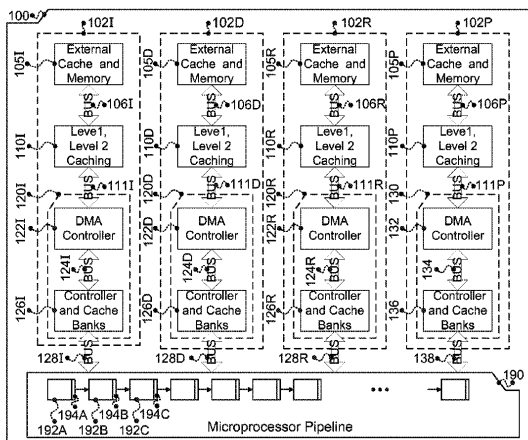 100 102I 102D 102R 102P
105I External Cache and Memory 105D External Cache and Memory 105R External Cache and Memory 105P External Cache and Memory
BUS 106I BUS 106D BUS 106R BUS 106P
110I Level1, Level 2 Caching 110D Level1, Level 2 Caching 110R Level1, Level 2 Caching 110P Level1, Level 2 Caching
120I BUS 111I 120D BUS 111D 120R BUS 111R 130 BUS 111P
122I DMA Controller 122D DMA Controller 122R DMA Controller 132 DMA Controller
124I BUS 124D BUS 124R BUS 134 BUS
126I Controller and Cache Banks 126D Controller and Cache Banks 126R Controller and Cache Banks 136 Controller and Cache Banks
128I BUS 128D BUS 128R BUS 138 BUS
190
...
194A 194B 194C
192A 192B 192C Microprocessor Pipeline